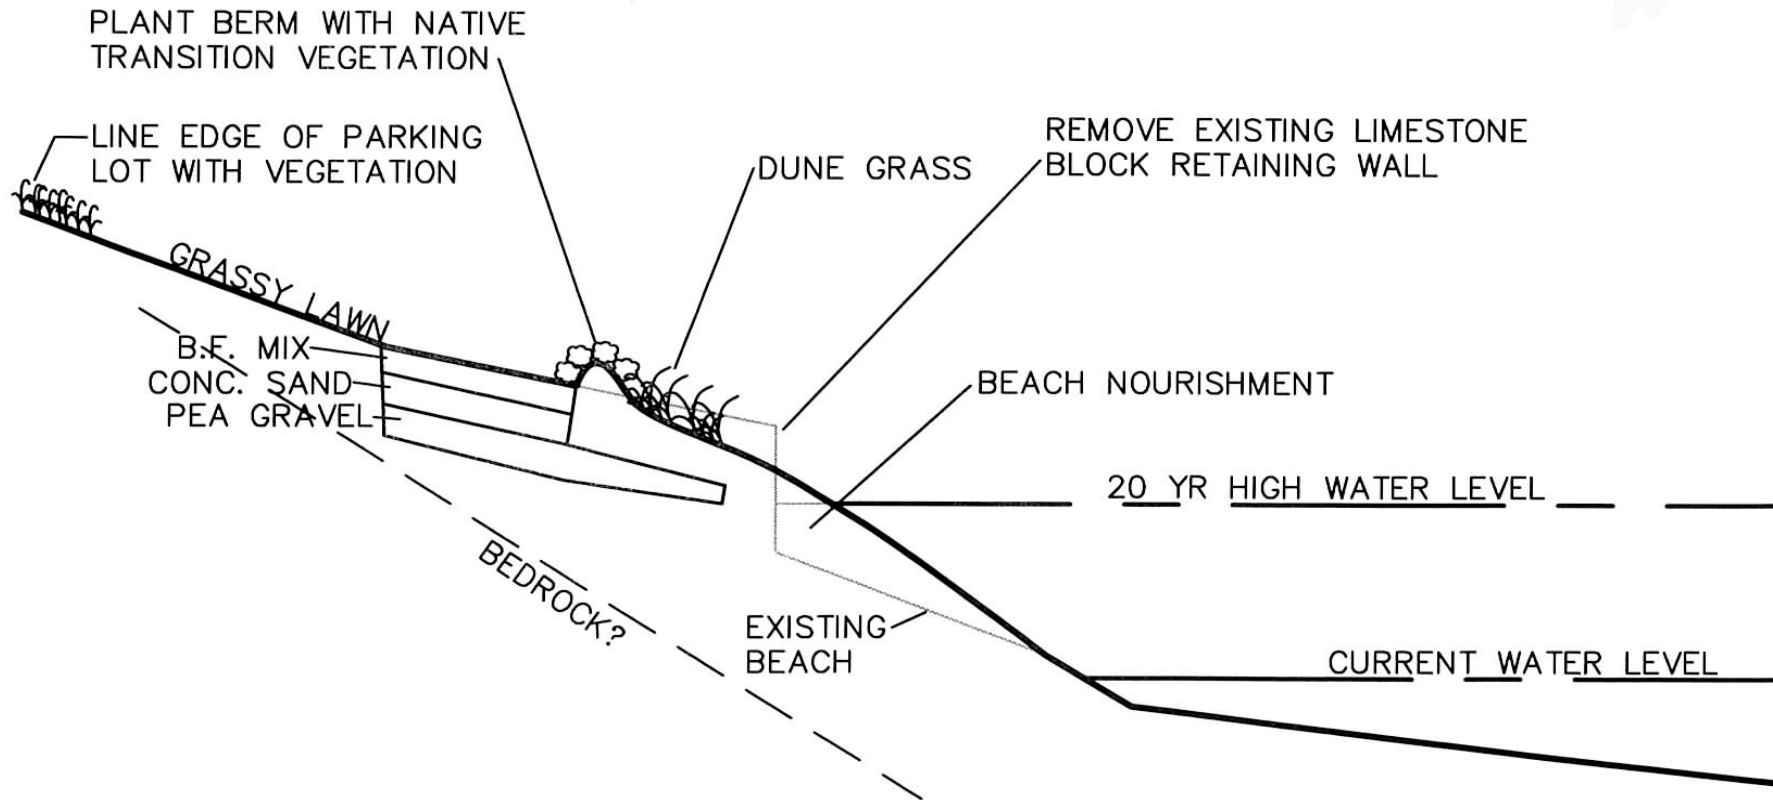 PLANT BERM WITH NATIVE
TRANSITION VEGETATION
LINE EDGE OF PARKING
LOT WITH VEGETATION
DUNE GRASS
REMOVE EXISTING LIMESTONE
BLOCK RETAINING WALL
GRASSY LAWN
B.F. MIX
CONC. SAND
PEA GRAVEL
BEACH NOURISHMENT
20 YR HIGH WATER LEVEL
BEDROCK?
EXISTING
BEACH
CURRENT WATER LEVEL